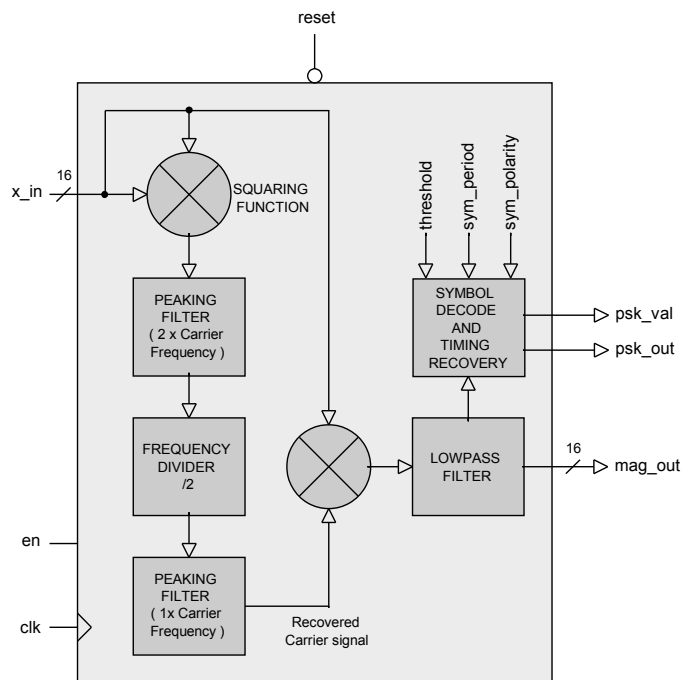 reset
16
x_in
SQUARING
FUNCTION
threshold
sym_period
sym_polarity
PEAKING
FILTER
( 2 x Carrier
Frequency )
SYMBOL
DECODE
AND
TIMING
RECOVERY
psk_val
psk_out
FREQUENCY
DIVIDER
/2
LOWPASS
FILTER
16
mag_out
en
PEAKING
FILTER
( 1x Carrier
Frequency )
Recovered
Carrier signal
clk